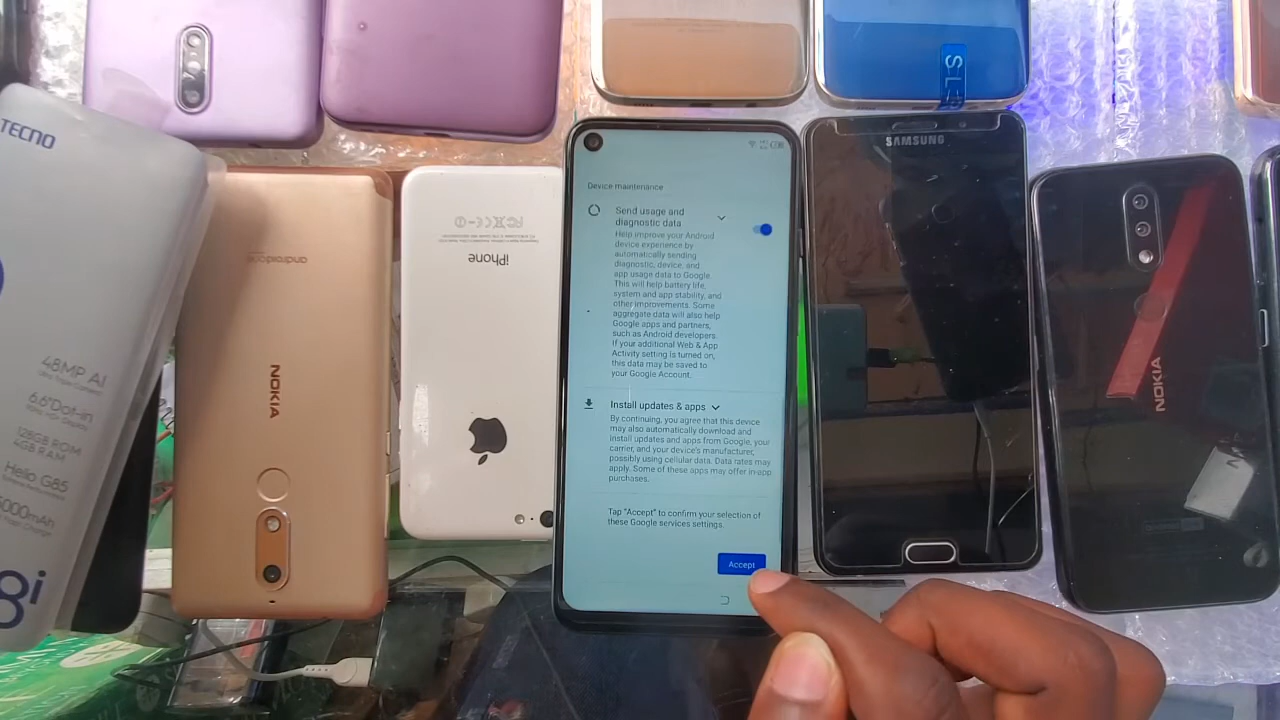 TECNO
48MP AI
6.6"Dot-in
128GB ROM
4GB RAM
Helio G85
5000mAh
8i
androidone
NOKIA
iPhone
Device maintenance
Send usage and
diagnostic data
Help improve your Android
device experience by
automatically sending
diagnostic, device, and
app usage data to Google.
This will help battery life,
system and app stability, and
other improvements. Some
aggregate data will also help
Google apps and partners,
such as Android developers.
If your additional Web & App
Activity setting is turned on,
this data may be saved to
your Google Account.
Install updates & apps
By continuing, you agree that this device
may also automatically download and
install updates and apps from Google, your
carrier, and your device's manufacturer,
possibly using cellular data. Data rates may
apply. Some of these apps may offer in-app
purchases.
Tap "Accept" to confirm your selection of
these Google services settings.
Accept
SAMSUNG
NOKIA